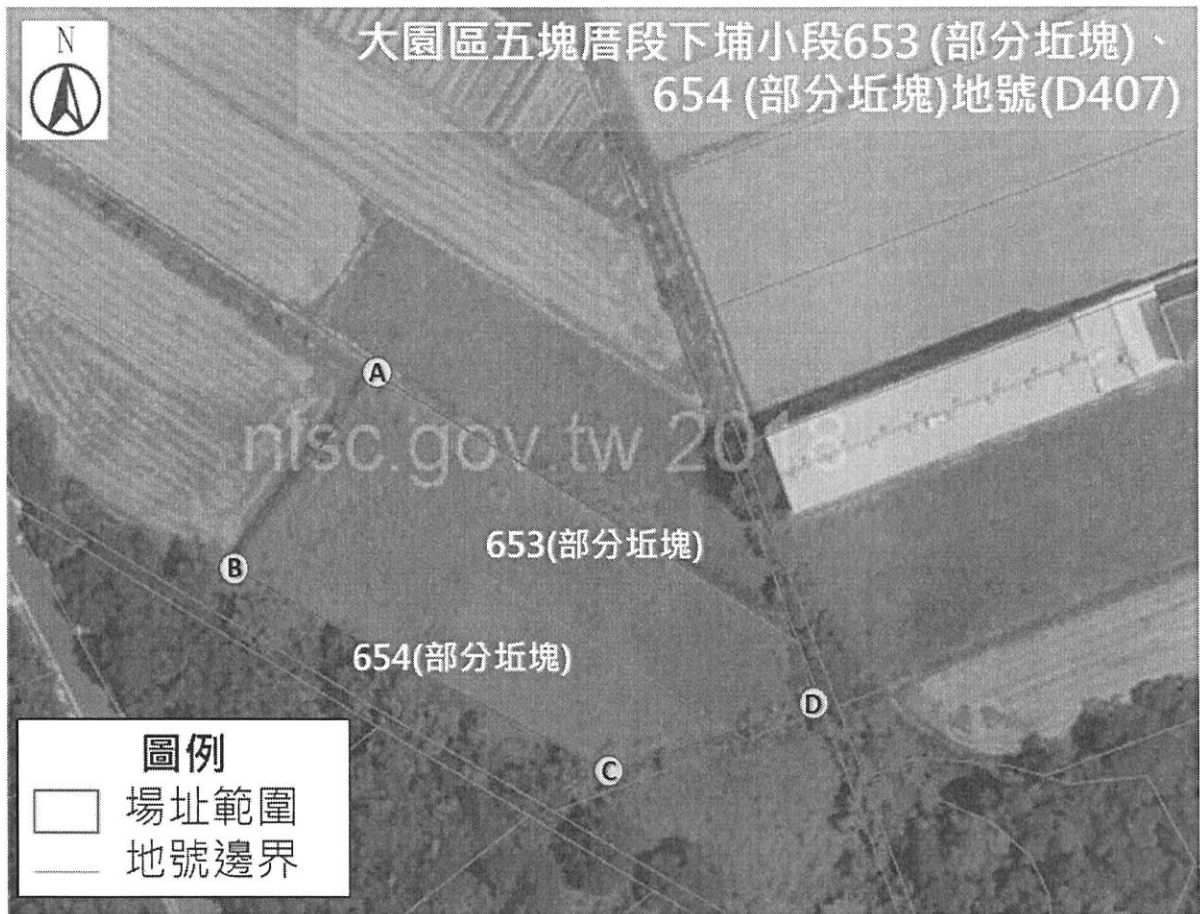 N
大園區五塊厝段下埔小段653 (部分坵塊)、
654 (部分坵塊)地號(D407)
A
nlsc.gov.tw 2018
653(部分坵塊)
B
654(部分坵塊)
D
C
圖例
場址範圍
地號邊界